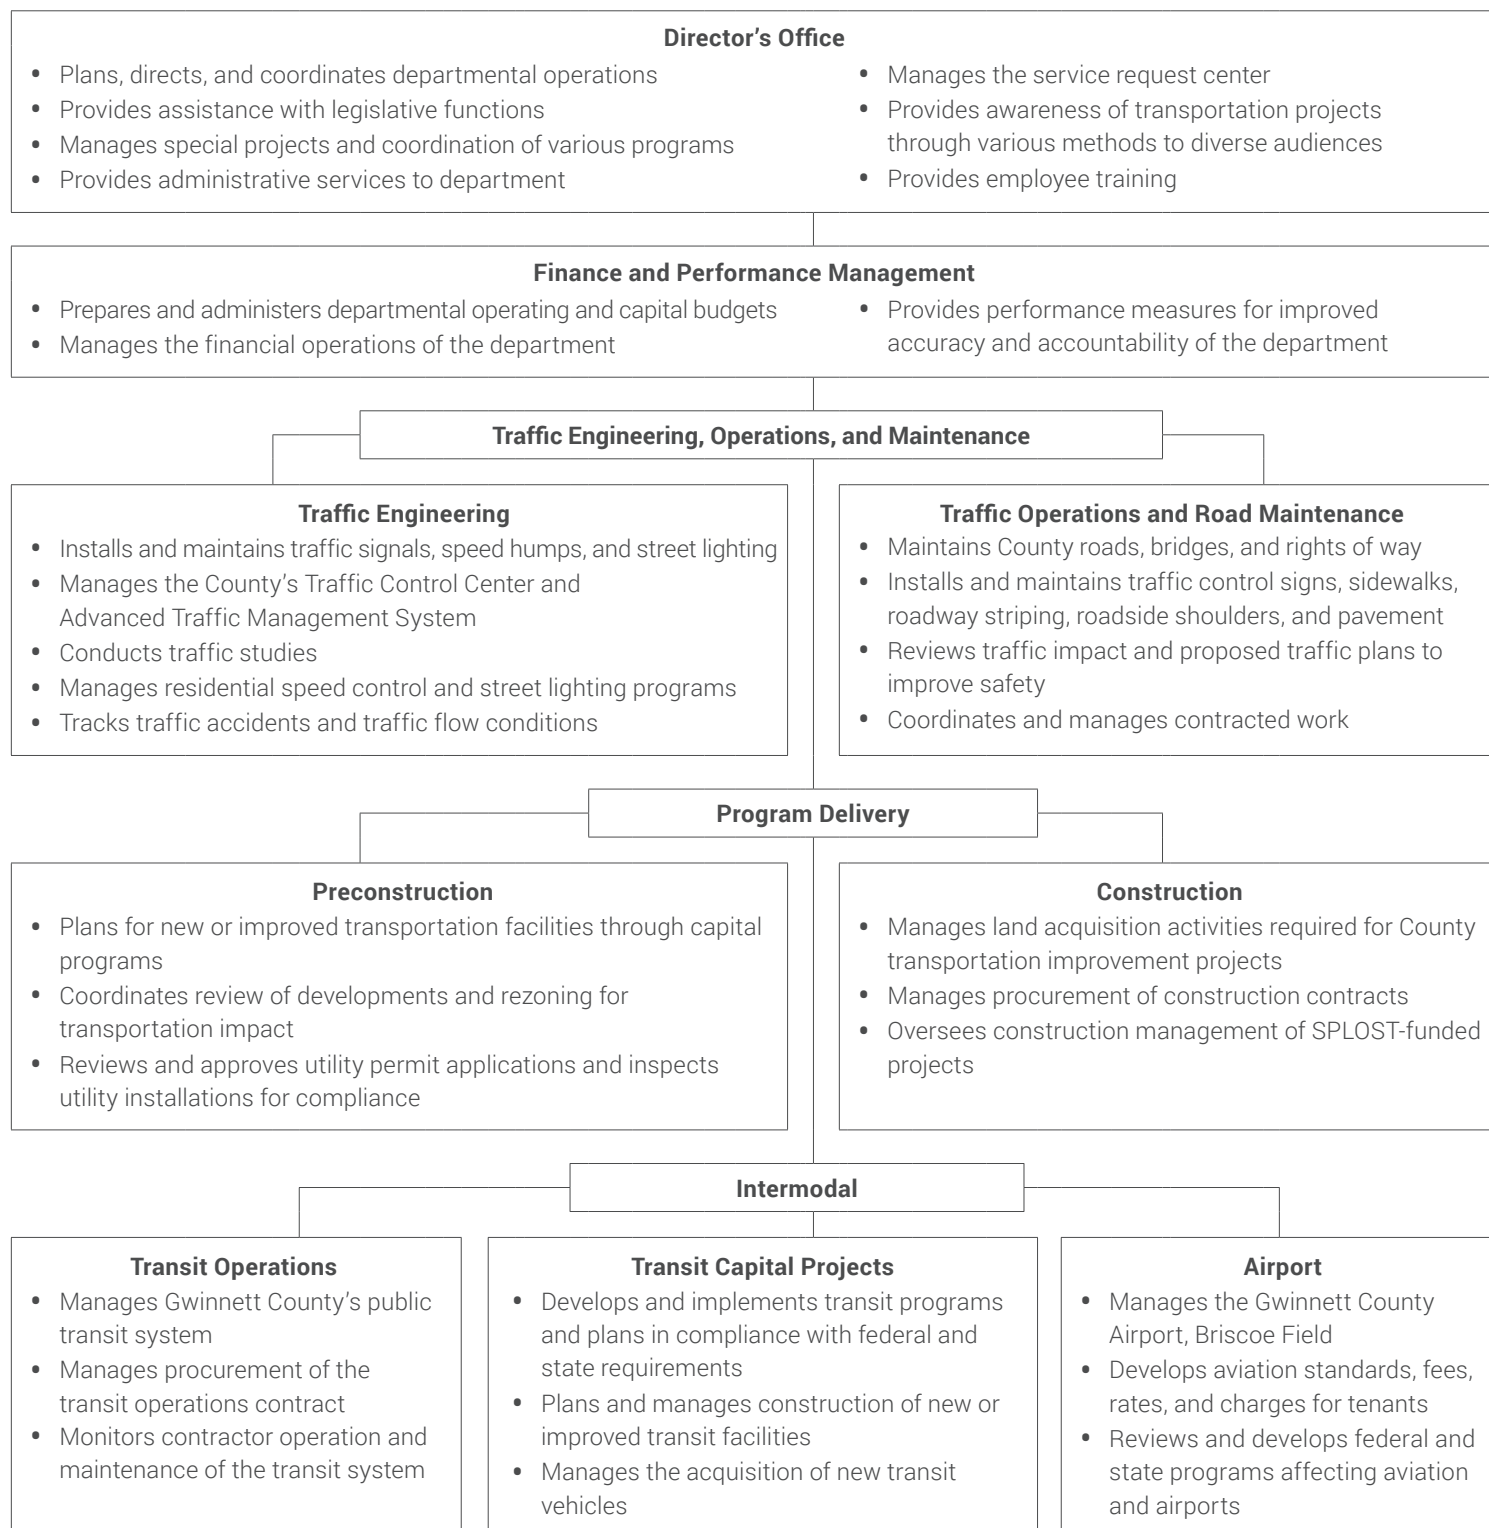 Director’s Office
• Plans, directs, and coordinates departmental operations
• Provides assistance with legislative functions
• Manages special projects and coordination of various programs
• Provides administrative services to department
• Manages the service request center
• Provides awareness of transportation projects
through various methods to diverse audiences
• Provides employee training
Finance and Performance Management
• Prepares and administers departmental operating and capital budgets
• Manages the financial operations of the department
• Provides performance measures for improved
accuracy and accountability of the department
Traffic Engineering, Operations, and Maintenance
Traffic Engineering
• Installs and maintains traffic signals, speed humps, and street lighting
• Manages the County’s Traffic Control Center and
Advanced Traffic Management System
• Conducts traffic studies
• Manages residential speed control and street lighting programs
• Tracks traffic accidents and traffic flow conditions
Traffic Operations and Road Maintenance
• Maintains County roads, bridges, and rights of way
• Installs and maintains traffic control signs, sidewalks,
roadway striping, roadside shoulders, and pavement
• Reviews traffic impact and proposed traffic plans to
improve safety
• Coordinates and manages contracted work
Program Delivery
Preconstruction
• Plans for new or improved transportation facilities through capital
programs
• Coordinates review of developments and rezoning for
transportation impact
• Reviews and approves utility permit applications and inspects
utility installations for compliance
Construction
• Manages land acquisition activities required for County
transportation improvement projects
• Manages procurement of construction contracts
• Oversees construction management of SPLOST-funded
projects
Intermodal
Transit Operations
• Manages Gwinnett County’s public
transit system
• Manages procurement of the
transit operations contract
• Monitors contractor operation and
maintenance of the transit system
Transit Capital Projects
• Develops and implements transit programs
and plans in compliance with federal and
state requirements
• Plans and manages construction of new or
improved transit facilities
• Manages the acquisition of new transit
vehicles
Airport
• Manages the Gwinnett County
Airport, Briscoe Field
• Develops aviation standards, fees,
rates, and charges for tenants
• Reviews and develops federal and
state programs affecting aviation
and airports